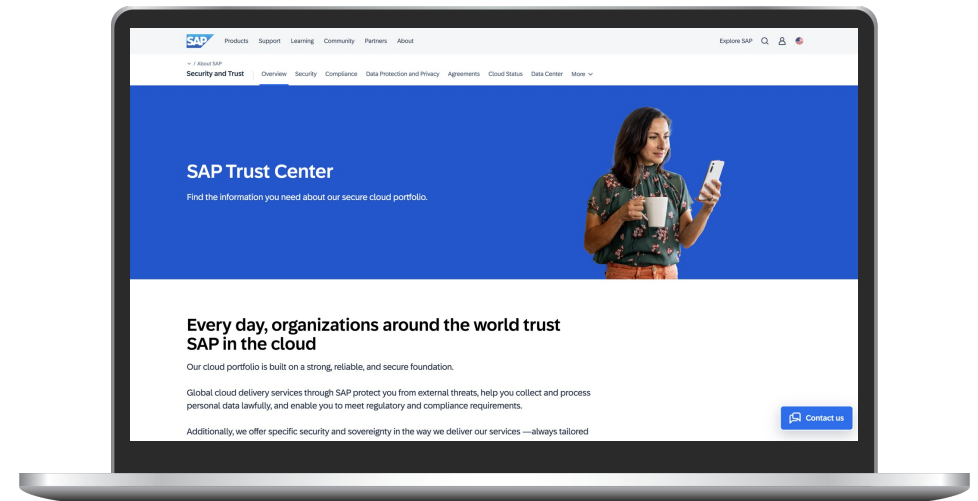 SAP
Products Support Learning Community Partners About
Explore SAP
/ About SAP
Security and Trust Overview Security Compliance Data Protection and Privacy Agreements Cloud Status Data Center More
SAP Trust Center
Find the information you need about our secure cloud portfolio.
Every day, organizations around the world trust
SAP in the cloud
Our cloud portfolio is built on a strong, reliable, and secure foundation.
Global cloud delivery services through SAP protect you from external threats, help you collect and process
personal data lawfully, and enable you to meet regulatory and compliance requirements.
Contact us
Additionally, we offer specific security and sovereignty in the way we deliver our services —always tailored